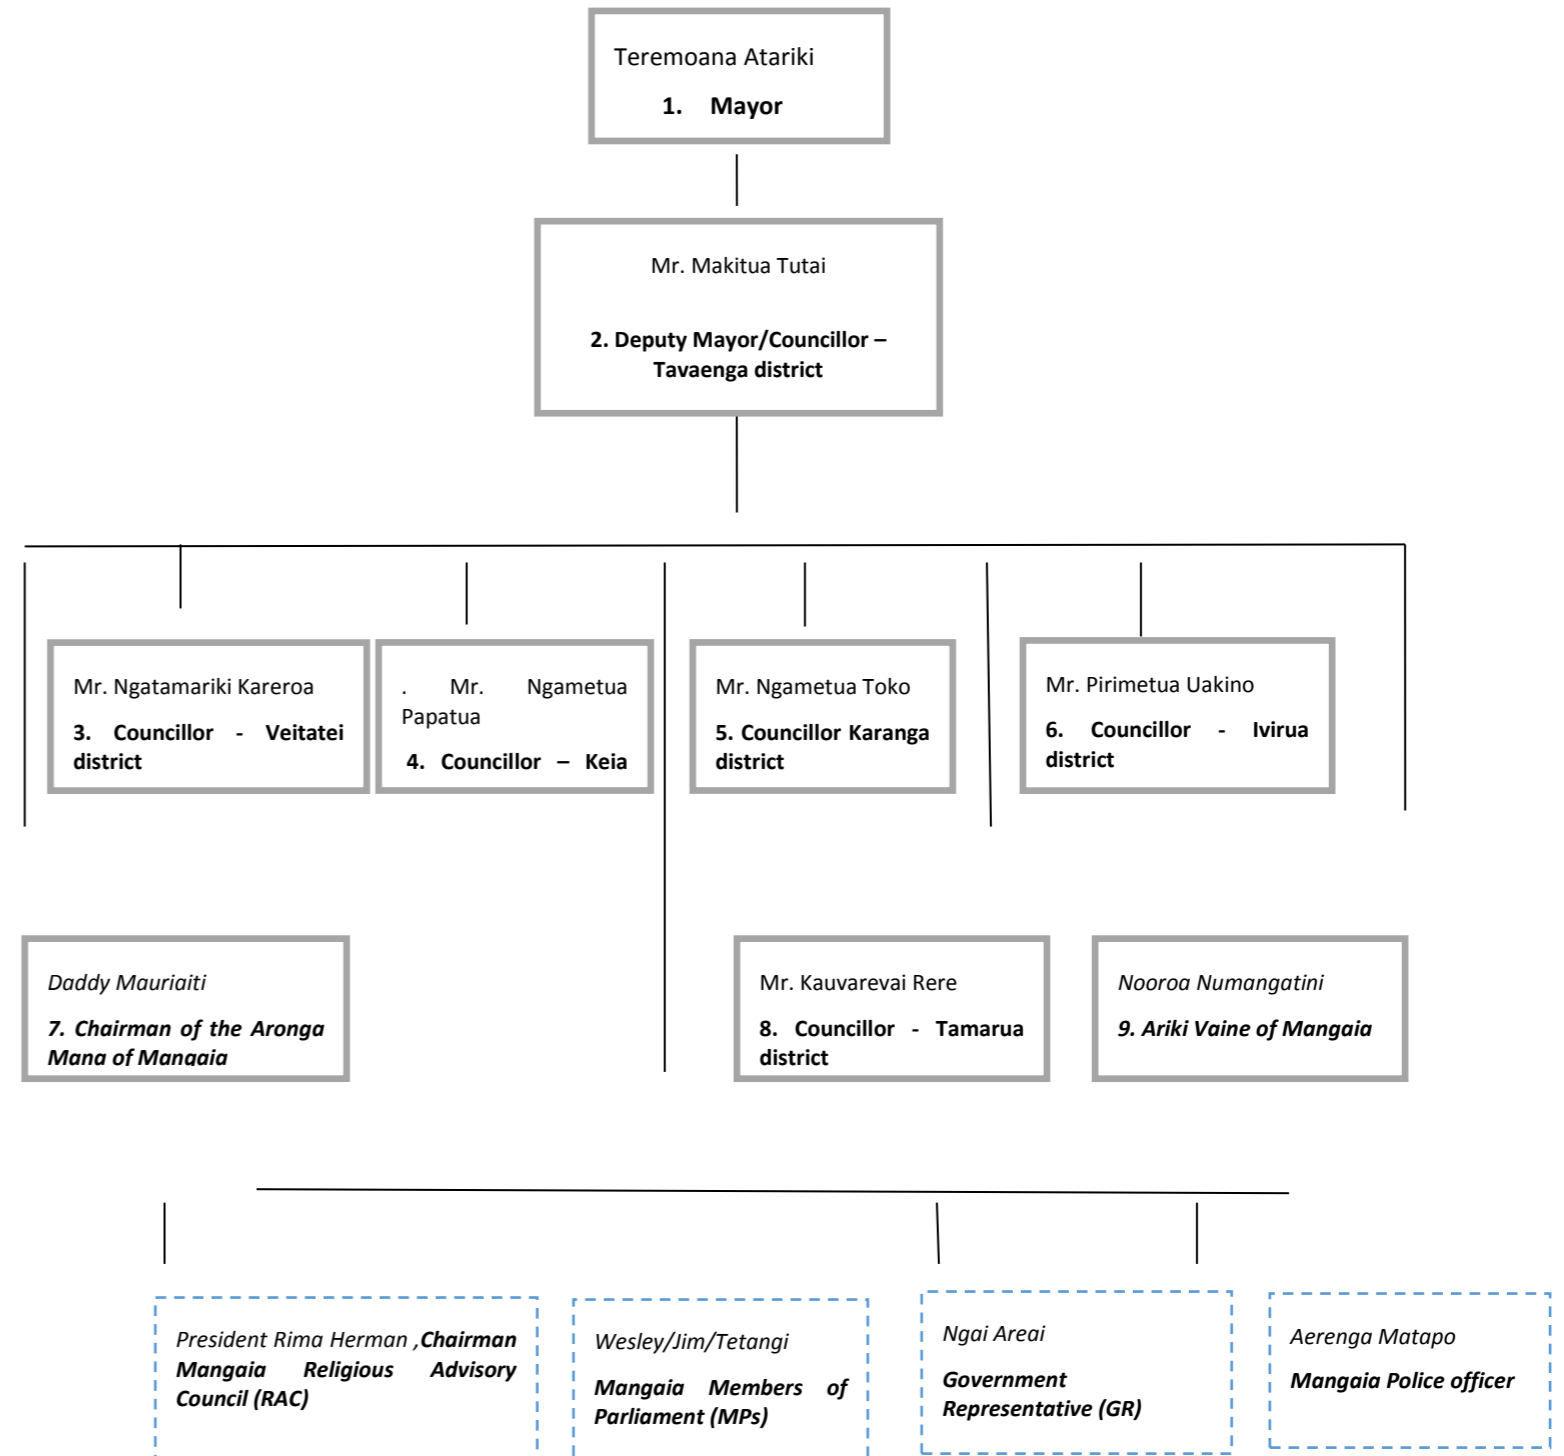 Teremoana Atariki
1. Mayor
Mr. Makitua Tutai
2. Deputy Mayor/Councillor –
Tavaenga district
Mr. Ngatamariki Kareroa
3. Councillor - Veitatei
district
. Mr. Ngametua
Papatua
4. Councillor – Keia
Mr. Ngametua Toko
5. Councillor Karanga
district
Mr. Pirimetua Uakino
6. Councillor - Ivirua
district
Daddy Mauriaiti
7. Chairman of the Aronga
Mana of Mangaia
Mr. Kauvarevai Rere
8. Councillor - Tamarua
district
Nooroa Numangatini
9. Ariki Vaine of Mangaia
President Rima Herman ,Chairman
Mangaia Religious Advisory
Council (RAC)
Wesley/Jim/Tetangi
Mangaia Members of
Parliament (MPs)
Ngai Areai
Government
Representative (GR)
Aerenga Matapo
Mangaia Police officer